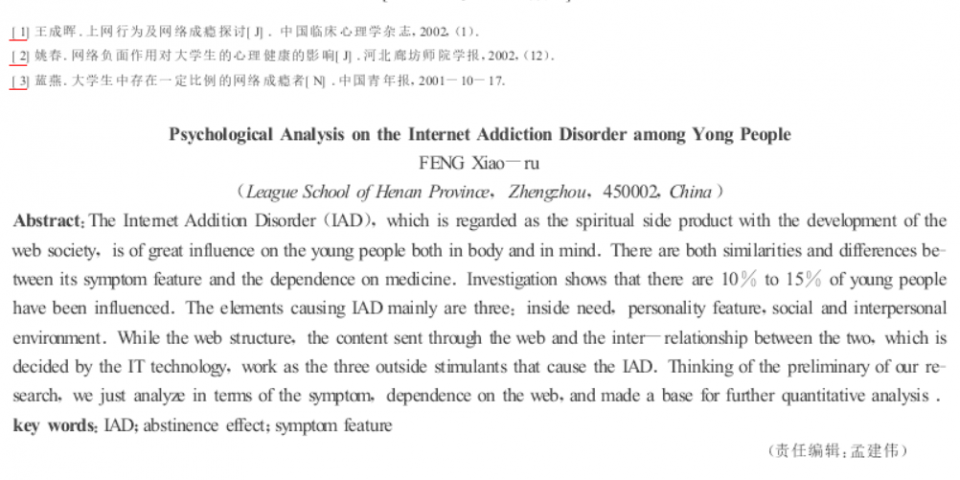 [1] 王成晖.上网行为及网络成瘾探讨[J]. 中国临床心理学杂志,2002,(1).
[2] 姚春.网络负面作用对大学生的心理健康的影响[J].河北廊坊师院学报,2002,(12).
[3] 蓝燕.大学生中存在一定比例的网络成瘾者[N].中国青年报,2001-10-17.
Psychological Analysis on the Internet Addiction Disorder among Yong People
FENG Xiao-ru
(League School of Henan Province, Zhengzhou, 450002, China)
Abstract: The Internet Addition Disorder (IAD), which is regarded as the spiritual side product with the development of the
web society, is of great influence on the young people both in body and in mind. There are both similarities and differences be-
tween its symptom feature and the dependence on medicine. Investigation shows that there are 10% to 15% of young people
have been influenced. The elements causing IAD mainly are three: inside need, personality feature, social and interpersonal
environment. While the web structure, the content sent through the web and the inter-relationship between the two, which is
decided by the IT technology, work as the three outside stimulants that cause the IAD. Thinking of the preliminary of our re-
search, we just analyze in terms of the symptom, dependence on the web, and made a base for further quantitative analysis.
key words: IAD; abstinence effect; symptom feature
(责任编辑:孟建伟)